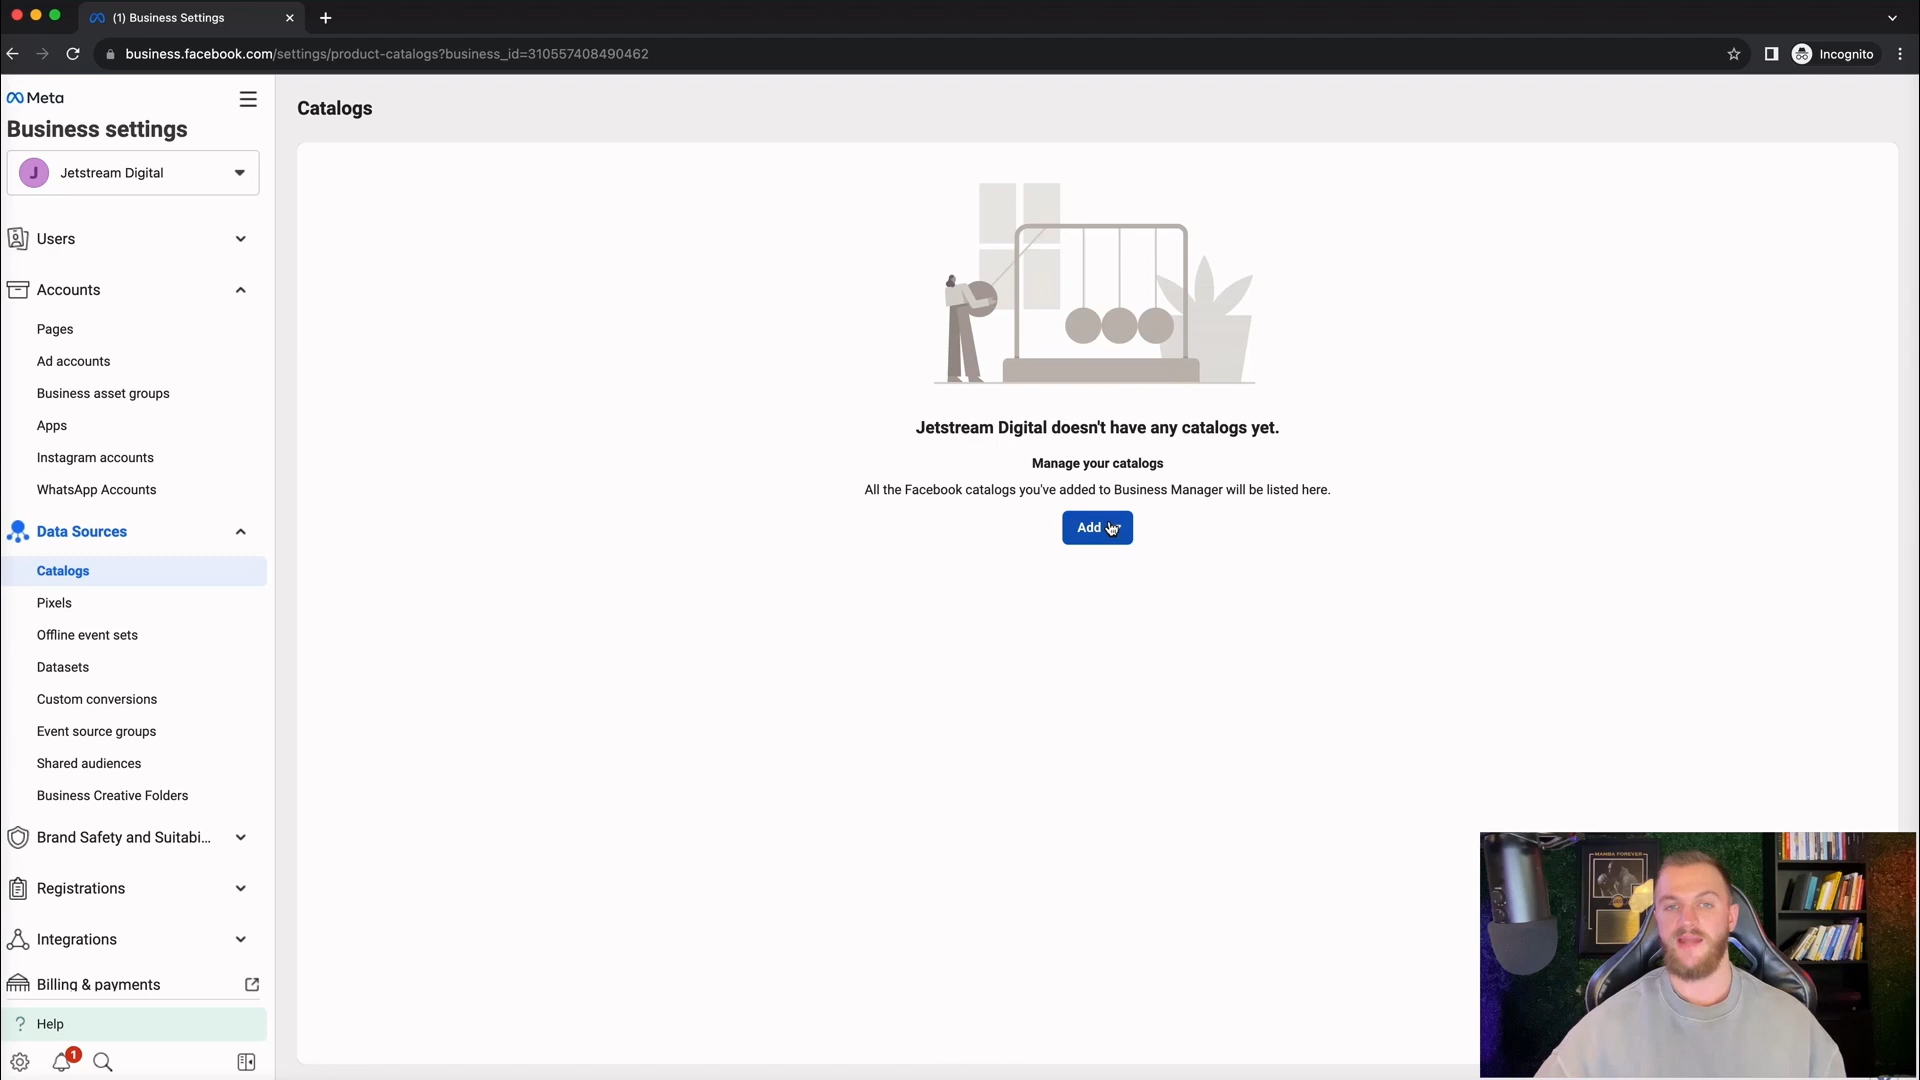 (1) Business Settings
business.facebook.com/settings/product-catalogs?business_id=310557408490462
Incognito
Meta
Business settings
J
Jetstream Digital
Users
Accounts
Pages
Ad accounts
Business asset groups
Apps
Instagram accounts
WhatsApp Accounts
Data Sources
Catalogs
Pixels
Offline event sets
Datasets
Custom conversions
Event source groups
Shared audiences
Business Creative Folders
Brand Safety and Suitabi...
Registrations
Integrations
Billing & payments
? Help
1
Catalogs
Jetstream Digital doesn't have any catalogs yet.
Manage your catalogs
All the Facebook catalogs you've added to Business Manager will be listed here.
Add
MAMBA FOREVER